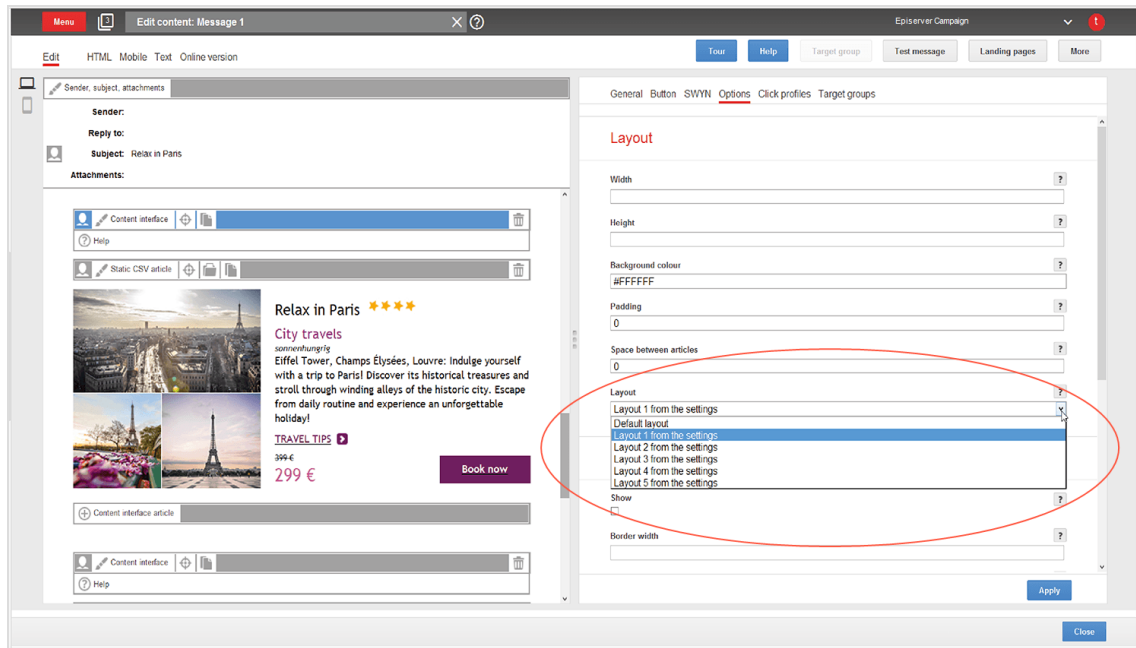 Menu
3
Edit content: Message 1
Episerver Campaign
t
Edit HTML Mobile Text Online version
Tour Help Target group Test message Landing pages More
Sender, subject, attachments
Sender:
Reply to:
Subject: Relax in Paris
Attachments:
Content interface
? Help
Static CSV article
Relax in Paris
City travels
sonnenhungrig
Eiffel Tower, Champs Élysées, Louvre: Indulge yourself
with a trip to Paris! Discover its historical treasures and
stroll through winding alleys of the historic city. Escape
from daily routine and experience an unforgettable
holiday!
TRAVEL TIPS
399 €
299 €
Book now
Content interface article
Content interface
? Help
General Button SWYN Options Click profiles Target groups
Layout
Width ?
Height ?
Background colour ?
#FFFFFF
Padding ?
0
Space between articles ?
0
Layout ?
Layout 1 from the settings
Default layout
Layout 1 from the settings
Layout 2 from the settings
Layout 3 from the settings
Layout 4 from the settings
Layout 5 from the settings
Show ?
Border width ?
Apply
Close